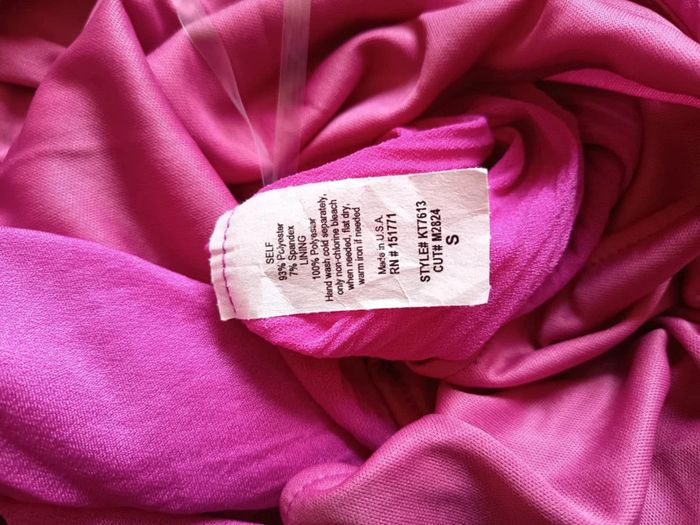 SELF
93% Polyester
7% Spandex
LINING
100% Polyester
Hand wash cold separately,
only non-chlorine bleach
when needed, flat dry,
warm iron if needed
Made in U.S.A.
RN # 151771
STYLE# KT7613
CUT# M2824
S